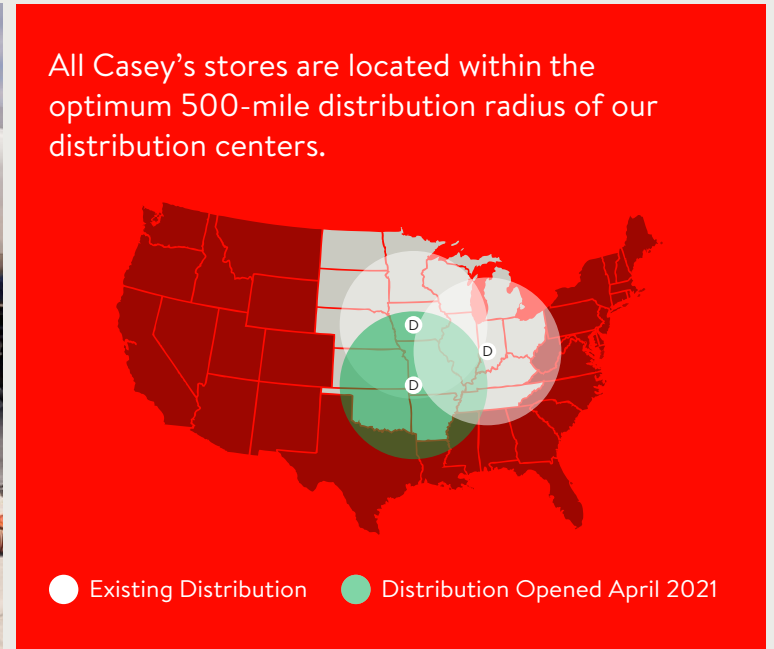 All Casey's stores are located within the
optimum 500-mile distribution radius of our
distribution centers.
D
D
D
Existing Distribution
Distribution Opened April 2021